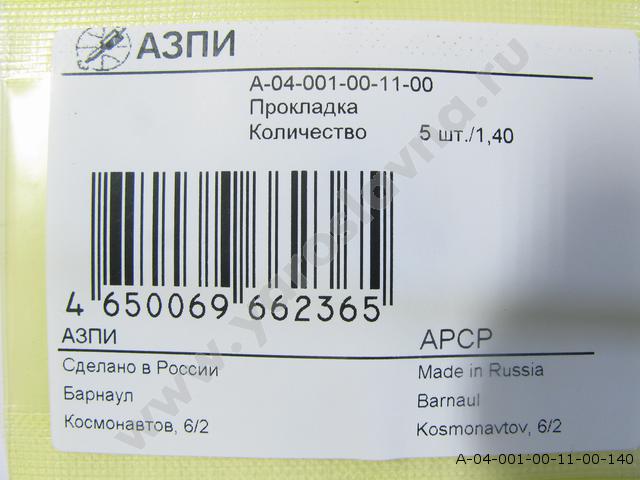 АЗПИ
А-04-001-00-11-00
Прокладка
Количество 5 шт./1,40
4 650069 662365
АЗПИ APCP
Сделано в России Made in Russia
Барнаул Barnaul
Космонавтов, 6/2 Kosmonavtov, 6/2
www.yaroslavna.ru
A-04-001-00-11-00-140